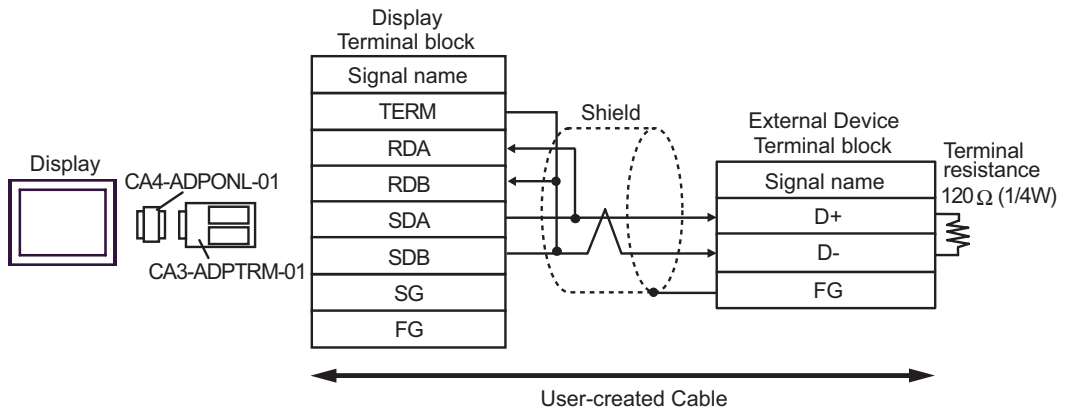 Display
Terminal block
Signal name
TERM
RDA
RDB
SDA
SDB
SG
FG
Shield
External Device
Terminal block
Signal name
D+
D-
FG
Terminal
resistance
120Ω (1/4W)
Display
CA4-ADPONL-01
CA3-ADPTRM-01
User-created Cable